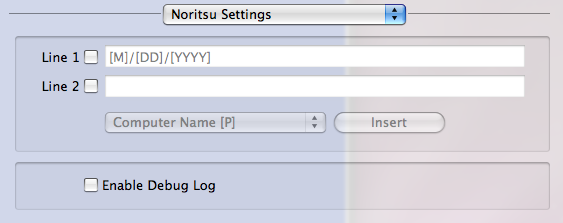 Noritsu Settings
Line 1 [M]/[DD]/[YYYY]
Line 2
Computer Name [P] Insert
Enable Debug Log